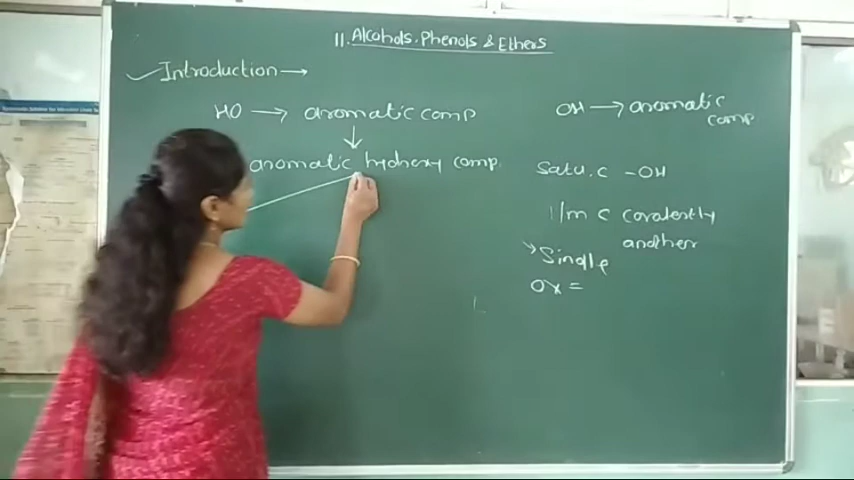 11. Alcohols, Phenols & Ethers
Introduction →
HO → aromatic comp
↓
aromatic hydroxy comp.
OH → aromatic
comp
Satu. C -OH
1/m C covalently
another
Single
OX =